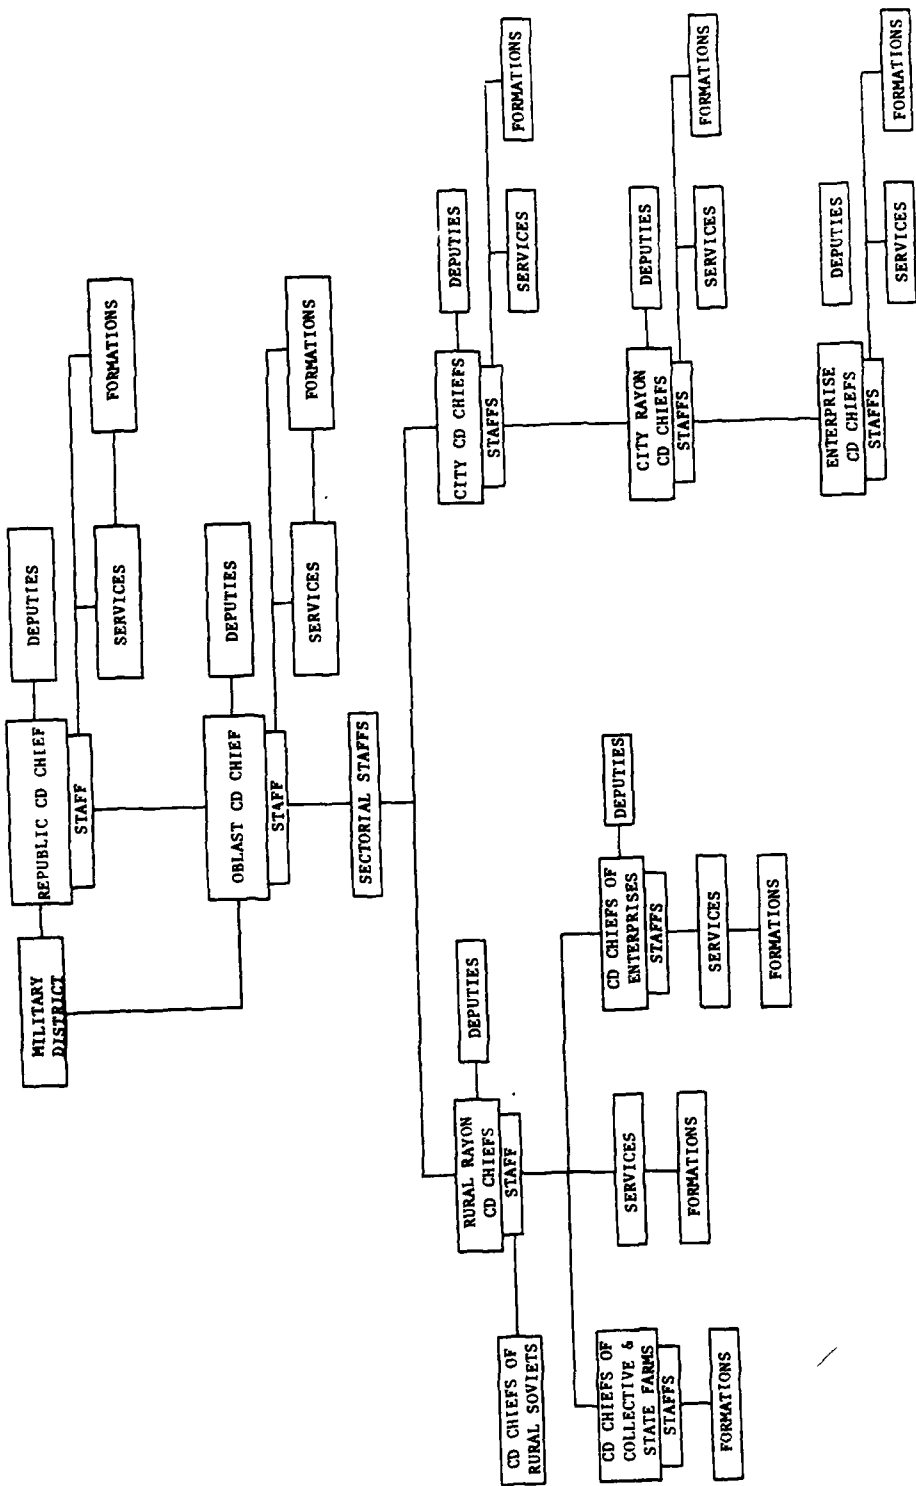 MILITARY
DISTRICT
REPUBLIC CD CHIEF
STAFF
DEPUTIES
SERVICES
FORMATIONS
OBLAST CD CHIEF
STAFF
DEPUTIES
SERVICES
FORMATIONS
SECTORIAL STAFFS
RURAL RAYON
CD CHIEFS
STAFF
DEPUTIES
CD CHIEFS OF
RURAL SOVIETS
CD CHIEFS OF
COLLECTIVE &
STATE FARMS
STAFFS
FORMATIONS
SERVICES
FORMATIONS
CD CHIEFS OF
ENTERPRISES
STAFFS
DEPUTIES
SERVICES
FORMATIONS
CITY CD CHIEFS
STAFFS
DEPUTIES
SERVICES
FORMATIONS
CITY RAYON
CD CHIEFS
STAFFS
DEPUTIES
SERVICES
FORMATIONS
ENTERPRISE
CD CHIEFS
STAFFS
DEPUTIES
SERVICES
FORMATIONS